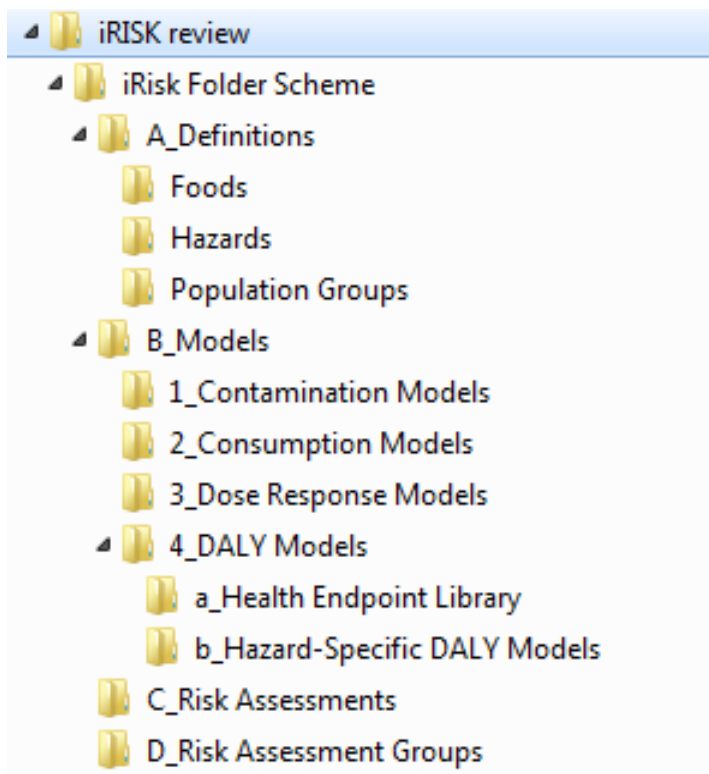 iRISK review
iRisk Folder Scheme
A_Definitions
Foods
Hazards
Population Groups
B_Models
1_Contamination Models
2_Consumption Models
3_Dose Response Models
4_DALY Models
a_Health Endpoint Library
b_Hazard-Specific DALY Models
C_Risk Assessments
D_Risk Assessment Groups